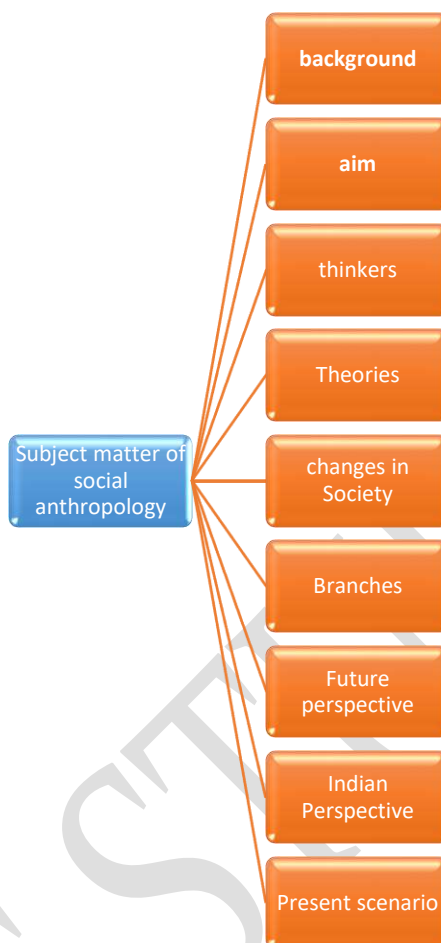 background
aim
thinkers
Theories
Subject matter of
social
anthropology
changes in
Society
Branches
Future
perspective
Indian
Perspective
Present scenario